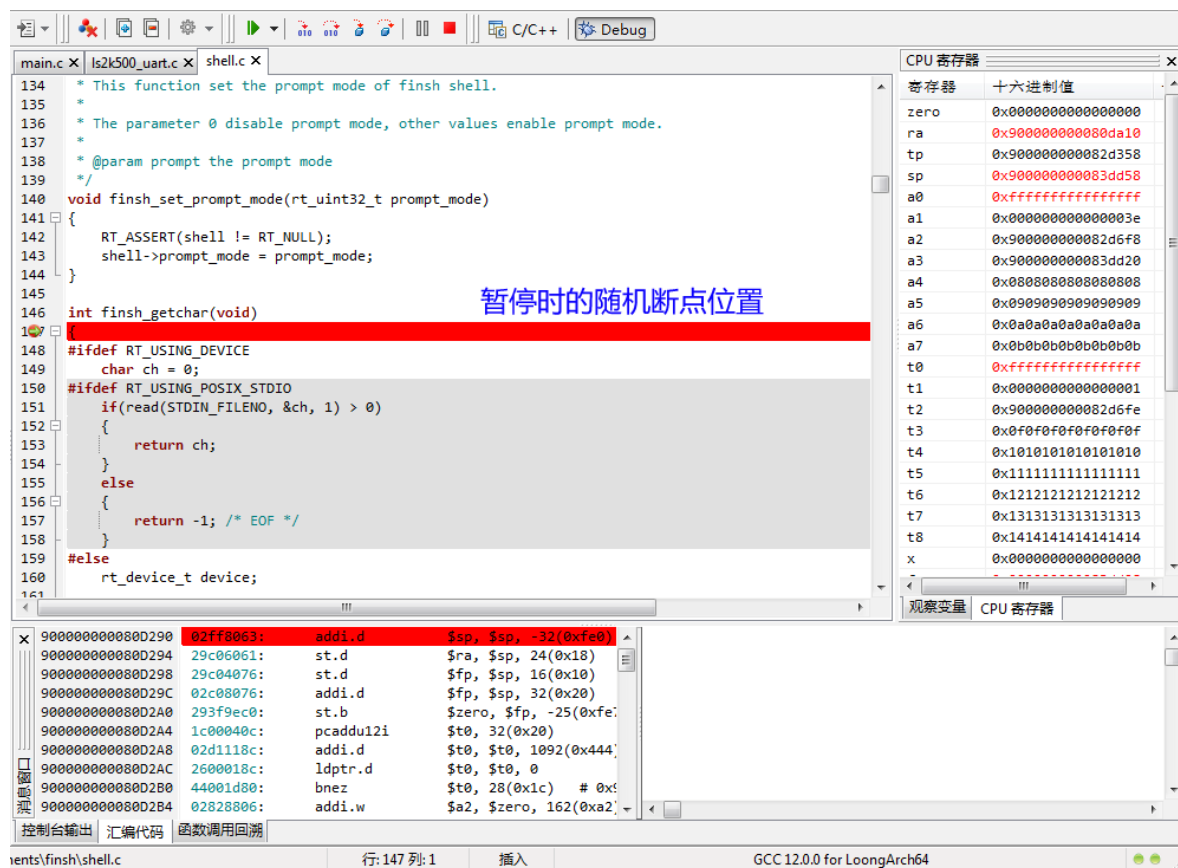 C/C++ Debug
main.c ls2k500_uart.c shell.c
134 * This function set the prompt mode of finsh shell.
135 *
136 * The parameter 0 disable prompt mode, other values enable prompt mode.
137 *
138 * @param prompt the prompt mode
139 */
140 void finsh_set_prompt_mode(rt_uint32_t prompt_mode)
141 {
142 RT_ASSERT(shell != RT_NULL);
143 shell->prompt_mode = prompt_mode;
144 }
145
暂停时的随机断点位置
146 int finsh_getchar(void)
{
148 #ifdef RT_USING_DEVICE
149 char ch = 0;
150 #ifdef RT_USING_POSIX_STDIO
151 if(read(STDIN_FILENO, &ch, 1) > 0)
152 {
153 return ch;
154 }
155 else
156 {
157 return -1; /* EOF */
158 }
159 #else
160 rt_device_t device;
161
CPU 寄存器
寄存器 十六进制值
zero 0x0000000000000000
ra 0x900000000080da10
tp 0x900000000082d358
sp 0x900000000083dd58
a0 0xffffffffffffffff
a1 0x000000000000003e
a2 0x900000000082d6f8
a3 0x900000000083dd20
a4 0x0808080808080808
a5 0x0909090909090909
a6 0x0a0a0a0a0a0a0a0a
a7 0x0b0b0b0b0b0b0b0b
t0 0xffffffffffffffff
t1 0x0000000000000001
t2 0x900000000082d6fe
t3 0x0f0f0f0f0f0f0f0f
t4 0x1010101010101010
t5 0x1111111111111111
t6 0x1212121212121212
t7 0x1313131313131313
t8 0x1414141414141414
x 0x0000000000000000
观察变量 CPU 寄存器
900000000080D290 02ff8063: addi.d $sp, $sp, -32(0xfe0)
900000000080D294 29c06061: st.d $ra, $sp, 24(0x18)
900000000080D298 29c04076: st.d $fp, $sp, 16(0x10)
900000000080D29C 02c08076: addi.d $fp, $sp, 32(0x20)
900000000080D2A0 293f9ec0: st.b $zero, $fp, -25(0xfe7
900000000080D2A4 1c00040c: pcaddu12i $t0, 32(0x20)
900000000080D2A8 02d1118c: addi.d $t0, $t0, 1092(0x444)
900000000080D2AC 2600018c: ldptr.d $t0, $t0, 0
900000000080D2B0 44001d80: bnez $t0, 28(0x1c) # 0x9
900000000080D2B4 02828806: addi.w $a2, $zero, 162(0xa2)
消息窗口
控制台输出 汇编代码 函数调用回溯
nents\finsh\shell.c 行: 147 列: 1 插入 GCC 12.0.0 for LoongArch64